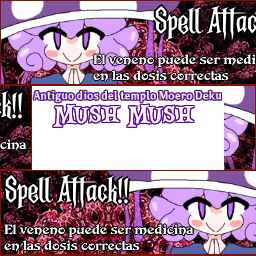 Spell Attack
El veneno puede ser medicina
en las dosis correctas
k!!
Antiguo dios del templo Moero Deku
Mush Mush
cina
Spell Attack!!
El veneno puede ser medicina
en las dosis correctas